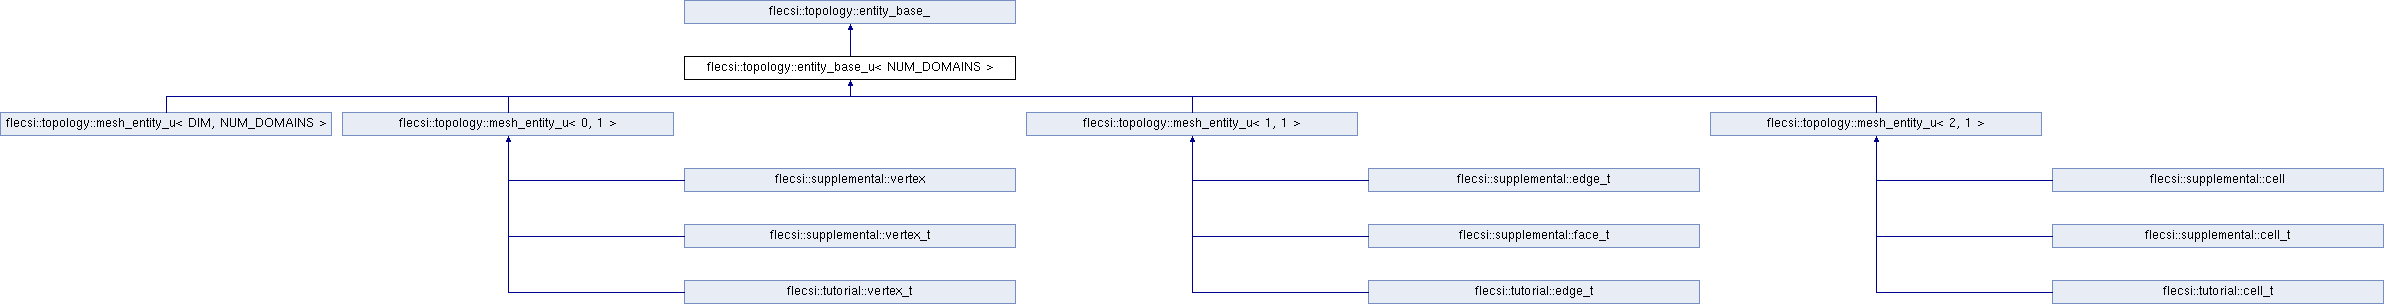 flecsi::topology::entity_base_
flecsi::topology::entity_base_u< NUM_DOMAINS >
flecsi::topology::mesh_entity_u< DIM, NUM_DOMAINS >
flecsi::topology::mesh_entity_u< 0, 1 >
flecsi::topology::mesh_entity_u< 1, 1 >
flecsi::topology::mesh_entity_u< 2, 1 >
flecsi::supplemental::vertex
flecsi::supplemental::edge_t
flecsi::supplemental::cell
flecsi::supplemental::vertex_t
flecsi::supplemental::face_t
flecsi::supplemental::cell_t
flecsi::tutorial::vertex_t
flecsi::tutorial::edge_t
flecsi::tutorial::cell_t